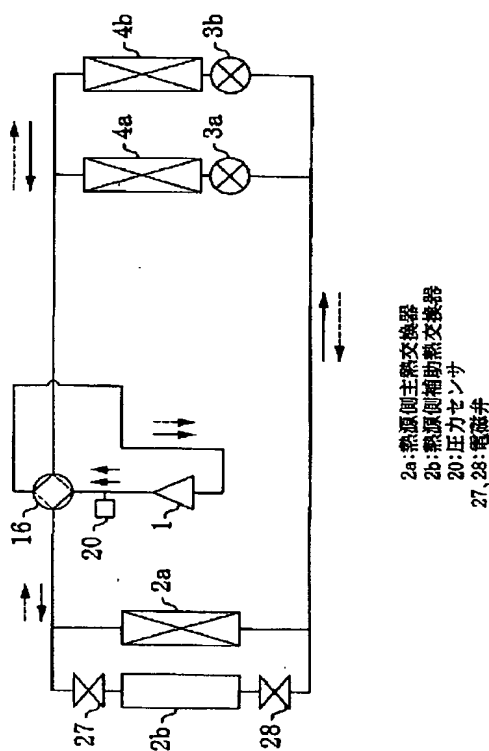 4b
3b
4a
3a
16
20
1
2a
27
2b
28
2a:熱源側主熱交換器
2b:熱源側補助熱交換器
20:圧力センサ
27,28:電磁弁